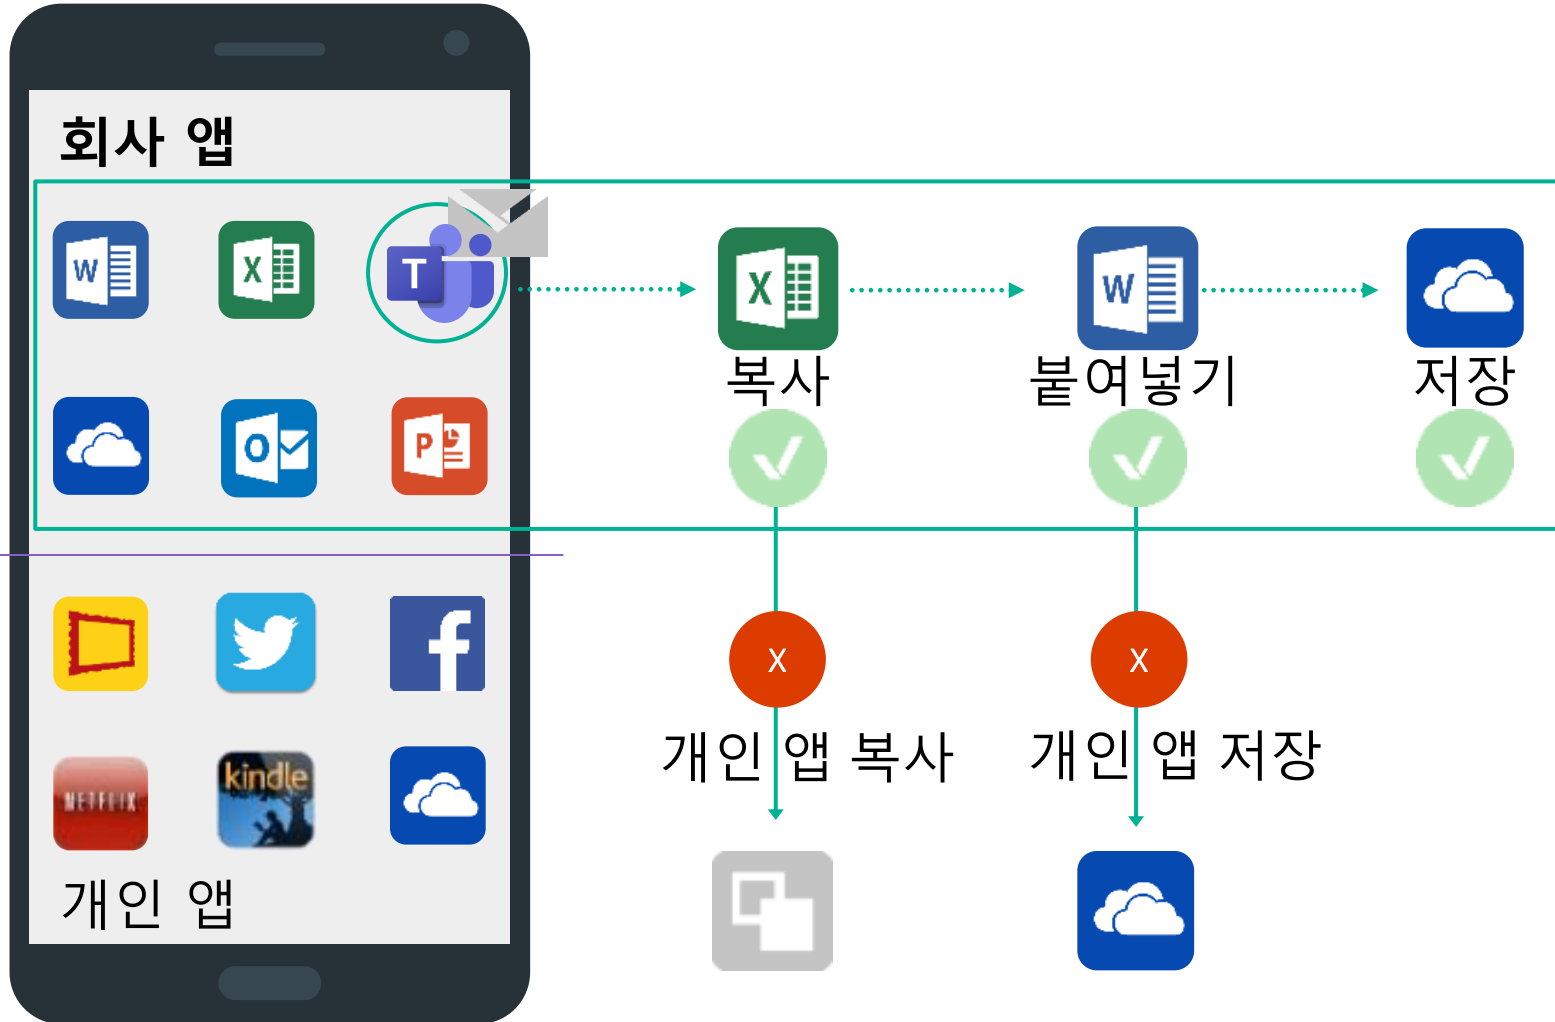 회사 앱
W
X
T
X
W
복사
붙여넣기
저장
O
P
X
X
f
개인 앱 복사
개인 앱 저장
NETFLIX
kindle
개인 앱